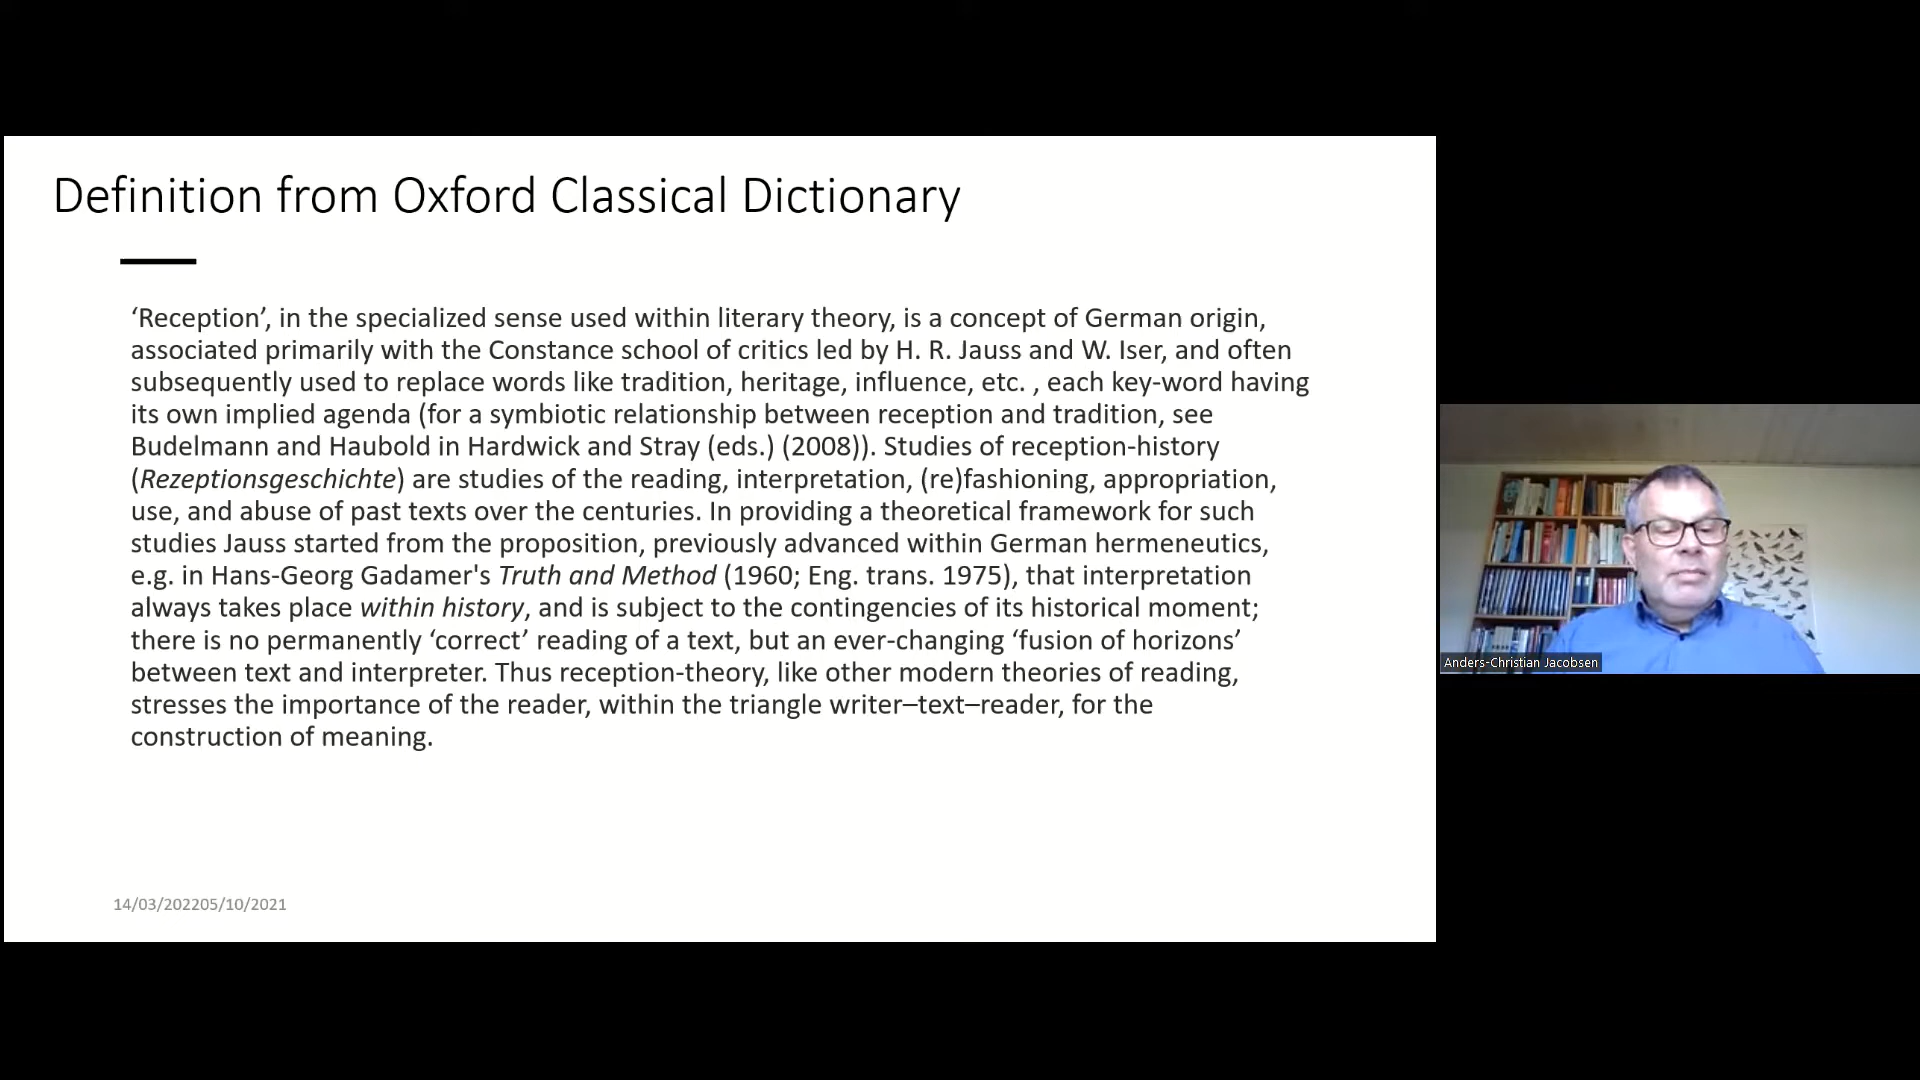 Definition from Oxford Classical Dictionary
‘Reception’, in the specialized sense used within literary theory, is a concept of German origin,
associated primarily with the Constance school of critics led by H. R. Jauss and W. Iser, and often
subsequently used to replace words like tradition, heritage, influence, etc. , each key-word having
its own implied agenda (for a symbiotic relationship between reception and tradition, see
Budelmann and Haubold in Hardwick and Stray (eds.) (2008)). Studies of reception-history
(Rezeptionsgeschichte) are studies of the reading, interpretation, (re)fashioning, appropriation,
use, and abuse of past texts over the centuries. In providing a theoretical framework for such
studies Jauss started from the proposition, previously advanced within German hermeneutics,
e.g. in Hans-Georg Gadamer's Truth and Method (1960; Eng. trans. 1975), that interpretation
always takes place within history, and is subject to the contingencies of its historical moment;
there is no permanently ‘correct’ reading of a text, but an ever-changing ‘fusion of horizons’
between text and interpreter. Thus reception-theory, like other modern theories of reading,
stresses the importance of the reader, within the triangle writer–text–reader, for the
construction of meaning.
14/03/202205/10/2021
Anders-Christian Jacobsen